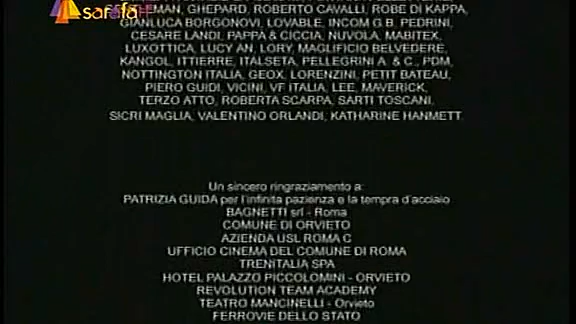 sarafa
CASTLEMAN, GHEPARD, ROBERTO CAVALLI, ROBE DI KAPPA,
GIANLUCA BORGONOVI, LOVABLE, INCOM G.B. PEDRINI,
CESARE LANDI, PAPPA & CICCIA, NUVOLA, MABITEX,
LUXOTTICA, LUCY AN, LORY, MAGLIFICIO BELVEDERE,
KANGOL, ITTIERRE, ITALSETA, PELLEGRINI A. & C., PDM,
NOTTINGTON ITALIA, GEOX, LORENZINI, PETIT BATEAU,
PIERO GUIDI, VICINI, VF ITALIA, LEE, MAVERICK,
TERZO ATTO, ROBERTA SCARPA, SARTI TOSCANI,
SICRI MAGLIA, VALENTINO ORLANDI, KATHARINE HAMNETT
Un sincero ringraziamento a:
PATRIZIA GUIDA per l'infinita pazienza e la tempra d'acciaio
BAGNETTI srl - Roma
COMUNE DI ORVIETO
AZIENDA USL ROMA C
UFFICIO CINEMA DEL COMUNE DI ROMA
TRENITALIA SPA
HOTEL PALAZZO PICCOLOMINI - ORVIETO
REVOLUTION TEAM ACADEMY
TEATRO MANCINELLI - Orvieto
FERROVIE DELLO STATO